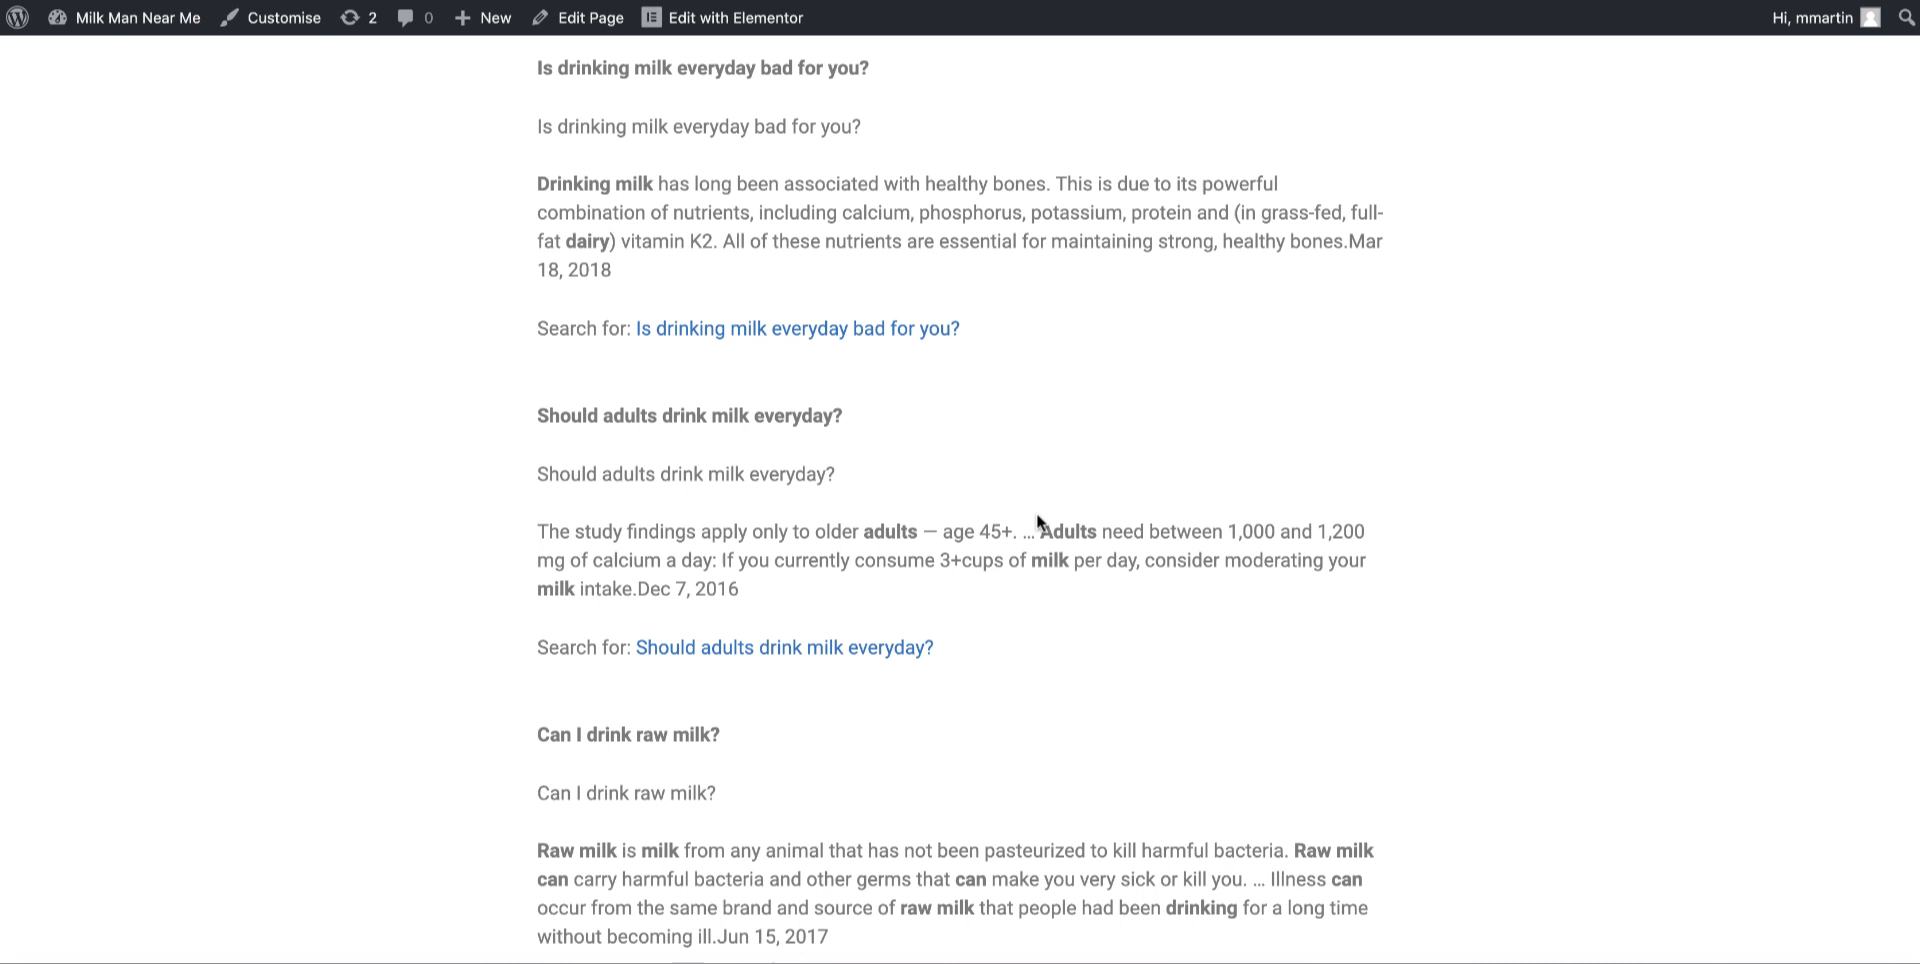 Milk Man Near Me Customise 2 0 New Edit Page Edit with Elementor Hi, mmartin
Is drinking milk everyday bad for you?
Is drinking milk everyday bad for you?
Drinking milk has long been associated with healthy bones. This is due to its powerful
combination of nutrients, including calcium, phosphorus, potassium, protein and (in grass-fed, full-
fat dairy) vitamin K2. All of these nutrients are essential for maintaining strong, healthy bones.Mar
18, 2018
Search for: Is drinking milk everyday bad for you?
Should adults drink milk everyday?
Should adults drink milk everyday?
The study findings apply only to older adults — age 45+. ... Adults need between 1,000 and 1,200
mg of calcium a day: If you currently consume 3+cups of milk per day, consider moderating your
milk intake.Dec 7, 2016
Search for: Should adults drink milk everyday?
Can I drink raw milk?
Can I drink raw milk?
Raw milk is milk from any animal that has not been pasteurized to kill harmful bacteria. Raw milk
can carry harmful bacteria and other germs that can make you very sick or kill you. ... Illness can
occur from the same brand and source of raw milk that people had been drinking for a long time
without becoming ill.Jun 15, 2017